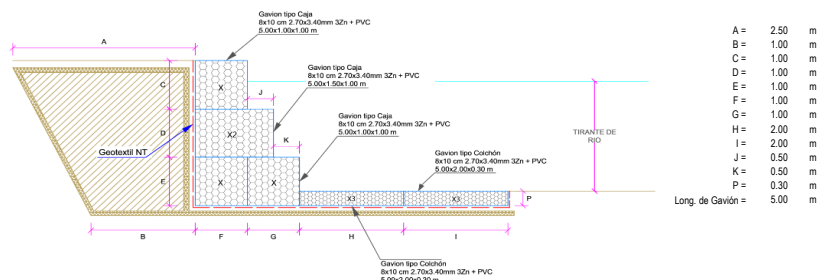 Gavion tipo Caja
8x10 cm 2.70x3.40mm 3Zn + PVC
5.00x1.00x1.00 m
A
Gavion tipo Caja
8x10 cm 2.70x3.40mm 3Zn + PVC
5.00x1.50x1.00 m
C
X
J
Gavion tipo Caja
8x10 cm 2.70x3.40mm 3Zn + PVC
5.00x1.00x1.00 m
D
X2
K
TIRANTE DE
RIO
Geotextil NT
Gavion tipo Colchón
8x10 cm 2.70x3.40mm 3Zn + PVC
5.00x2.00x0.30 m
E
X
X
X3
X3
P
B
F
G
H
I
Gavion tipo Colchón
8x10 cm 2.70x3.40mm 3Zn + PVC
5.00x2.00x0.30 m
A = 2.50 m
B = 1.00 m
C = 1.00 m
D = 1.00 m
E = 1.00 m
F = 1.00 m
G = 1.00 m
H = 2.00 m
I = 2.00 m
J = 0.50 m
K = 0.50 m
P = 0.30 m
Long. de Gavión = 5.00 m